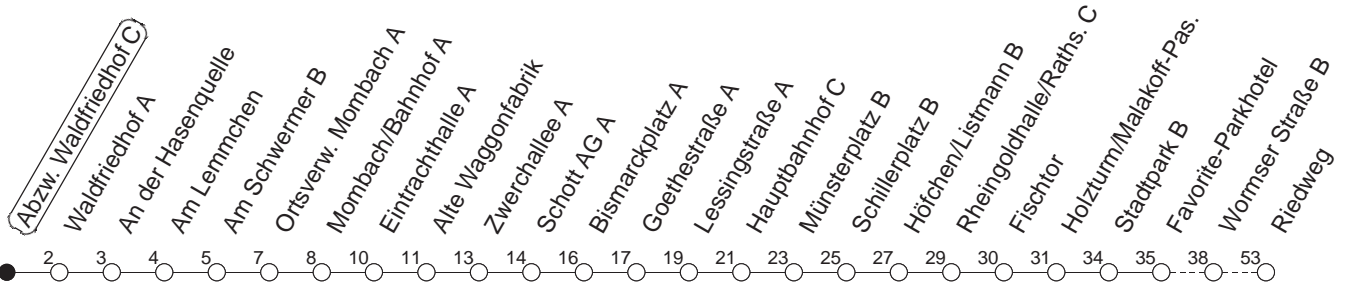 Abzw. Waldfriedhof C
Waldfriedhof A
An der Hasenquelle
Am Lemmchen
Am Schwermer B
Ortsverw. Mombach A
Mombach/Bahnhof A
Eintrachthalle A
Alte Waggonfabrik
Zwerchallee A
Schott AG A
Bismarckplatz A
Goethestraße A
Lessingstraße A
Hauptbahnhof C
Münsterplatz B
Schillerplatz B
Höfchen/Listmann B
Rheingoldhalle/Raths. C
Fischtor
Holzturm/Malakoff-Pas.
Stadtpark B
Favorite-Parkhotel
Wormser Straße B
Riedweg
2 3 4 5 7 8 10 11 13 14 16 17 19 21 23 25 27 29 30 31 34 35 38 53